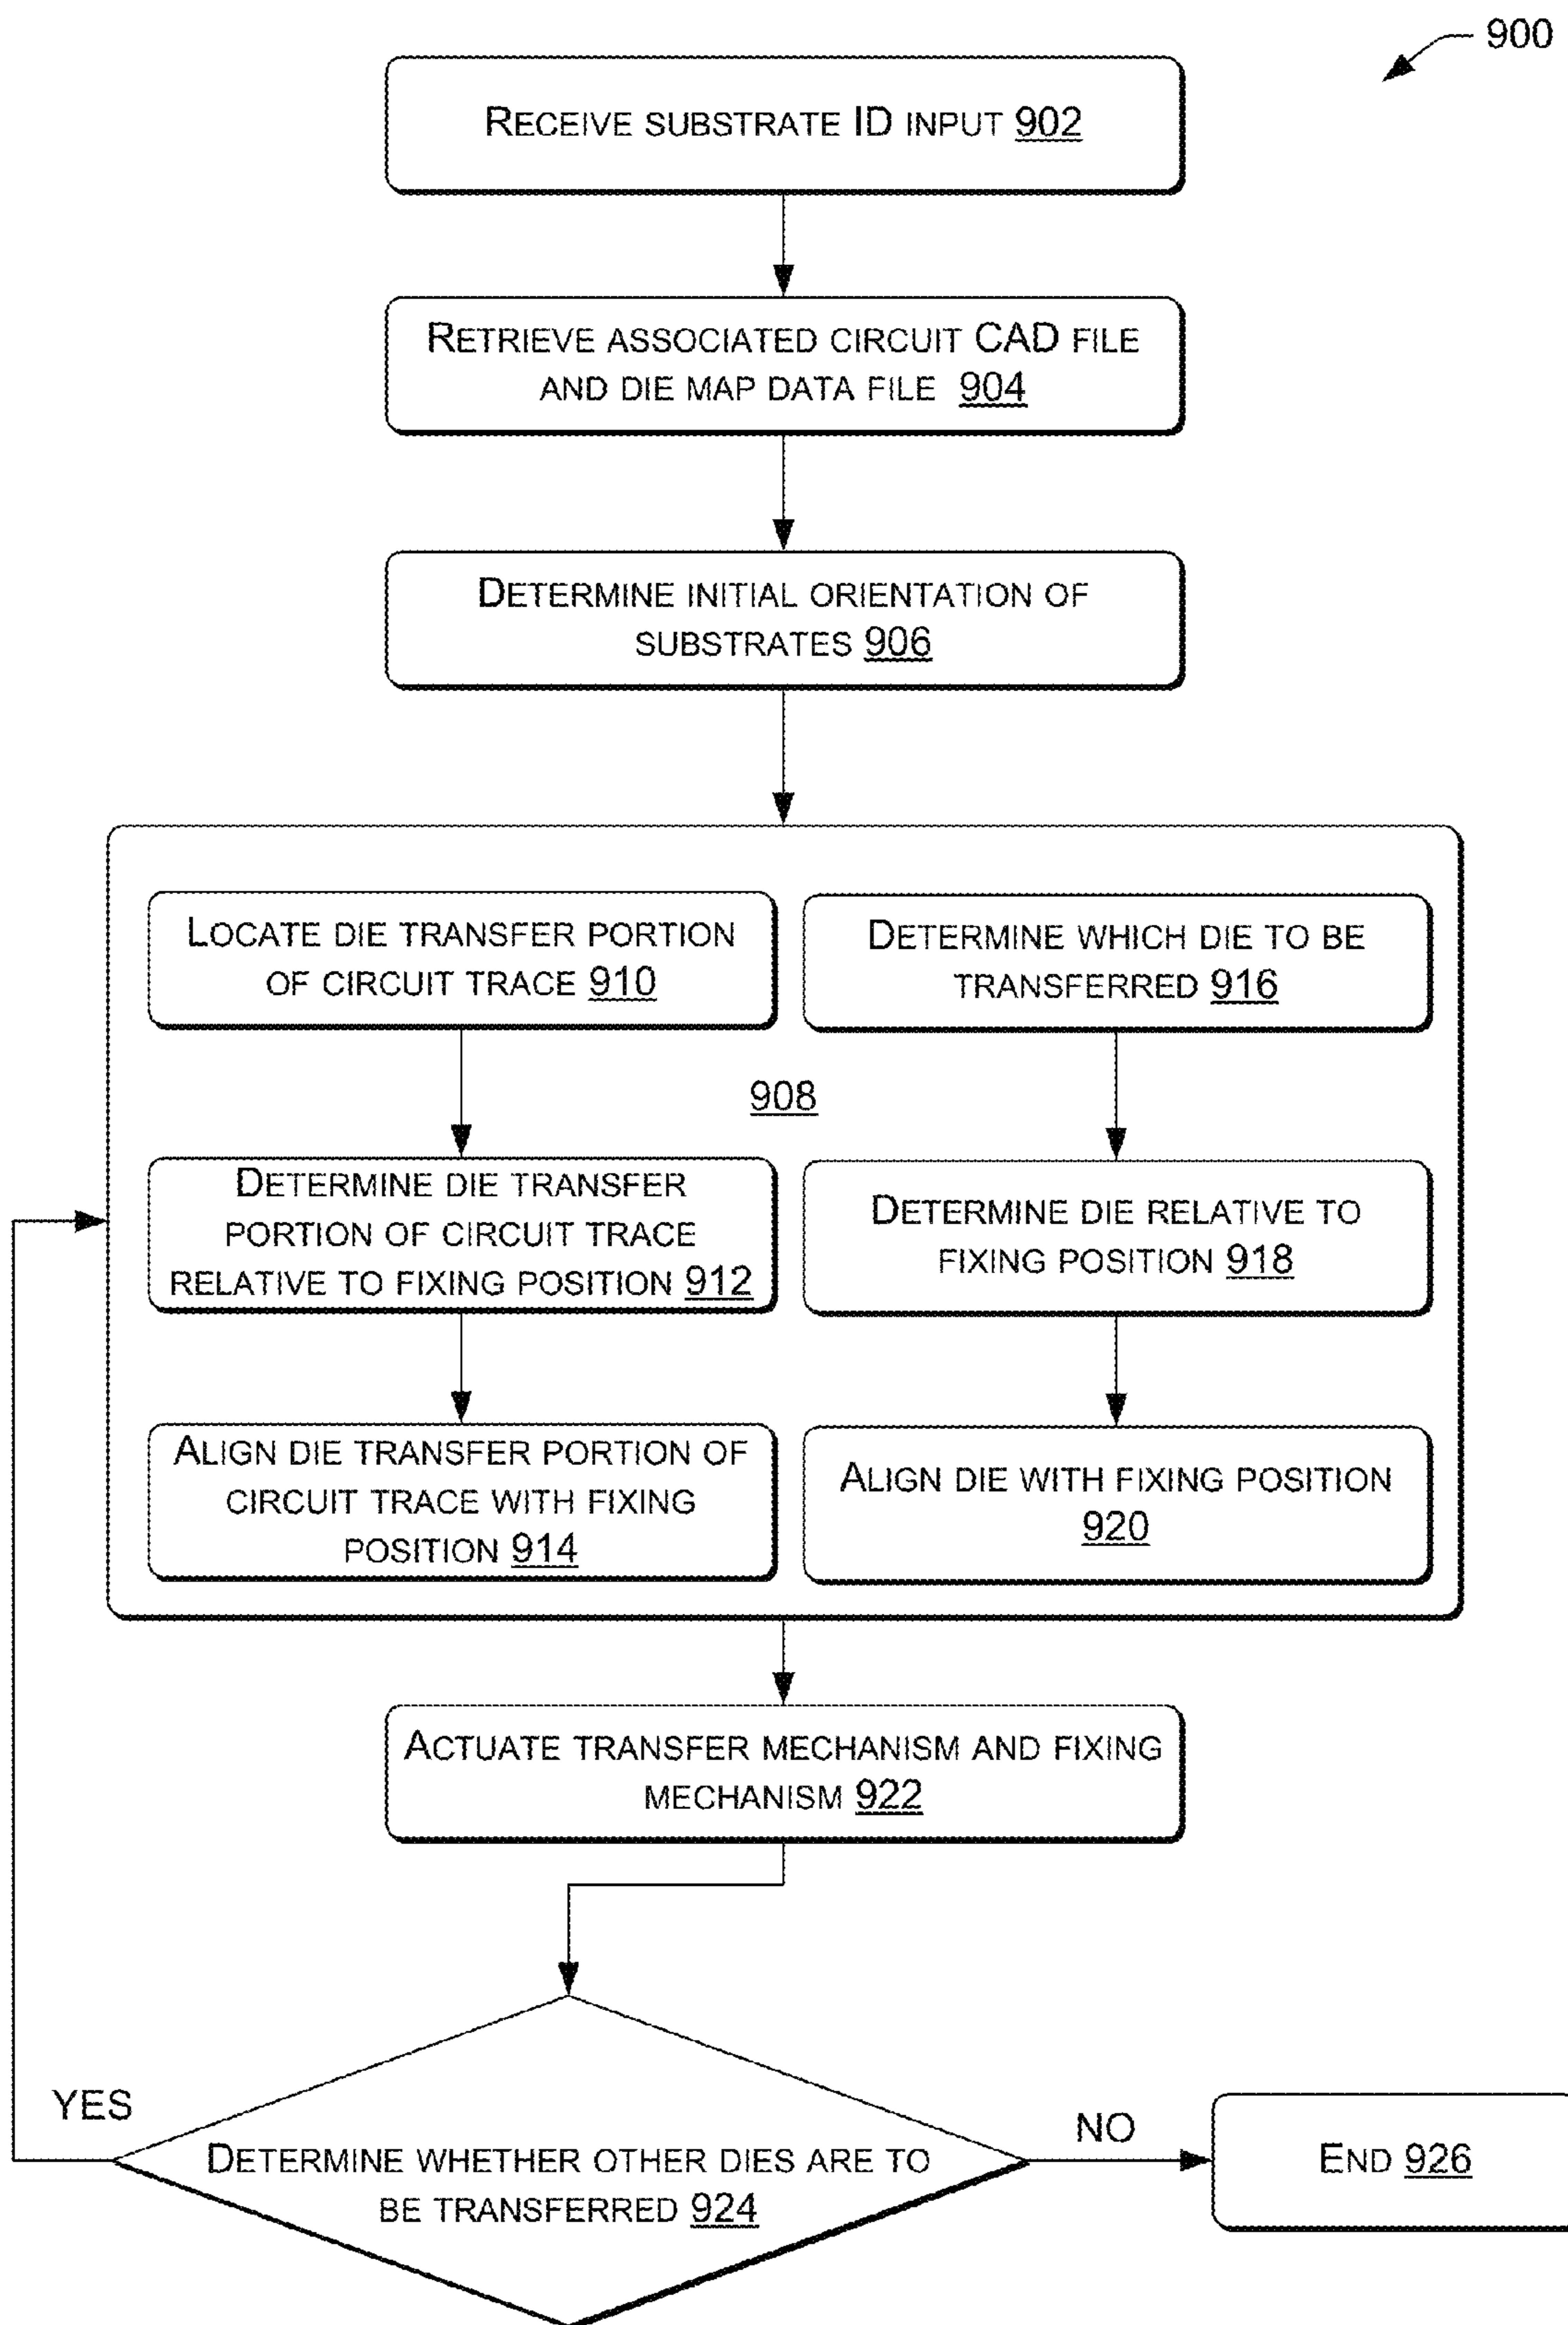 900
RECEIVE SUBSTRATE ID INPUT 902
RETRIEVE ASSOCIATED CIRCUIT CAD FILE
AND DIE MAP DATA FILE 904
DETERMINE INITIAL ORIENTATION OF
SUBSTRATES 906
LOCATE DIE TRANSFER PORTION
OF CIRCUIT TRACE 910
DETERMINE WHICH DIE TO BE
TRANSFERRED 916
908
DETERMINE DIE TRANSFER
PORTION OF CIRCUIT TRACE
RELATIVE TO FIXING POSITION 912
DETERMINE DIE RELATIVE TO
FIXING POSITION 918
ALIGN DIE TRANSFER PORTION OF
CIRCUIT TRACE WITH FIXING
POSITION 914
ALIGN DIE WITH FIXING POSITION
920
ACTUATE TRANSFER MECHANISM AND FIXING
MECHANISM 922
YES
DETERMINE WHETHER OTHER DIES ARE TO
BE TRANSFERRED 924
NO
END 926